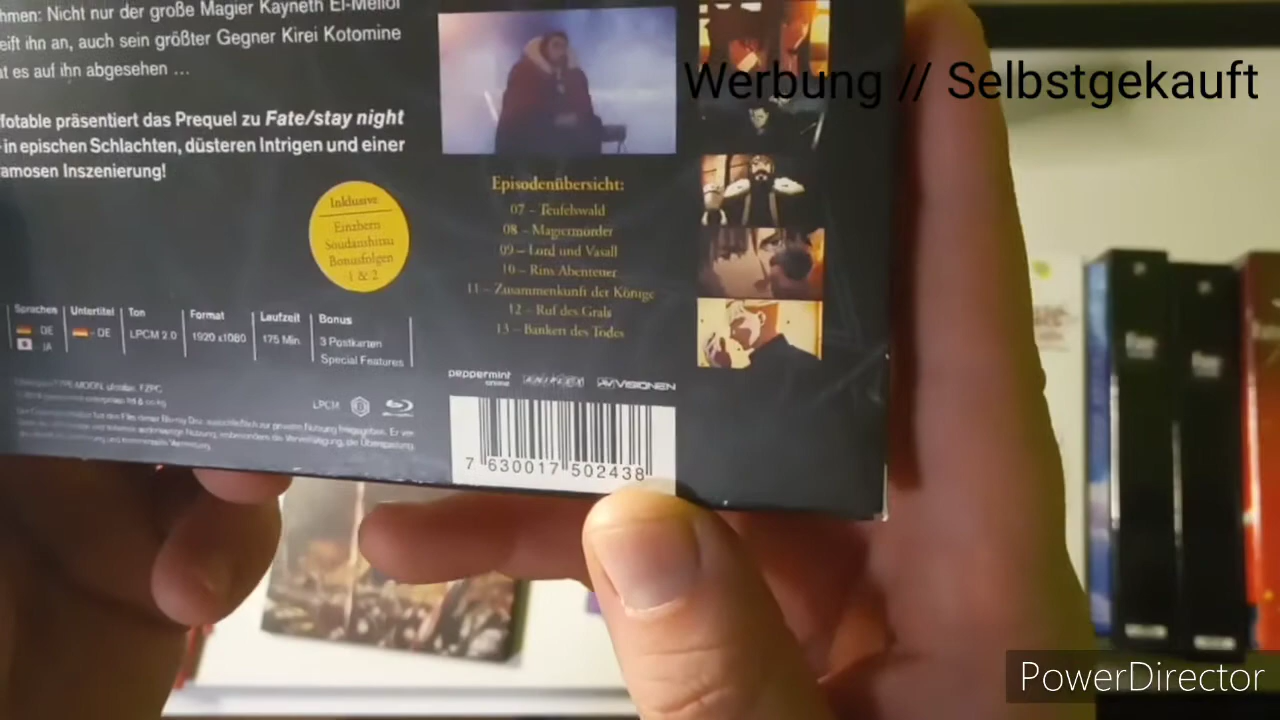 hmen: Nicht nur der große Magier Kayneth El-Melloi
eift ihn an, auch sein größter Gegner Kirei Kotomine
at es auf ihn abgesehen ...
fotable präsentiert das Prequel zu Fate/stay night
- in epischen Schlachten, düsteren Intrigen und einer
amosen Inszenierung!
Werbung // Selbstgekauft
Inklusive
Einzbern
Soudanshitsu
Bonusfolgen
1 & 2
Episodenübersicht:
07 – Teufelswald
08 – Magiermörder
09 – Lord und Vasall
10 – Rins Abenteuer
11 – Zusammenkunft der Könige
12 – Ruf des Grals
13 – Bankett des Todes
Sprachen
DE
JA
Untertitel
- DE
Ton
LPCM 2.0
Format
1920 x1080
Laufzeit
175 Min.
Bonus
3 Postkarten
Special Features
peppermint
anime
AV VISIONEN
LPCM
7 630017 502438
PowerDirector